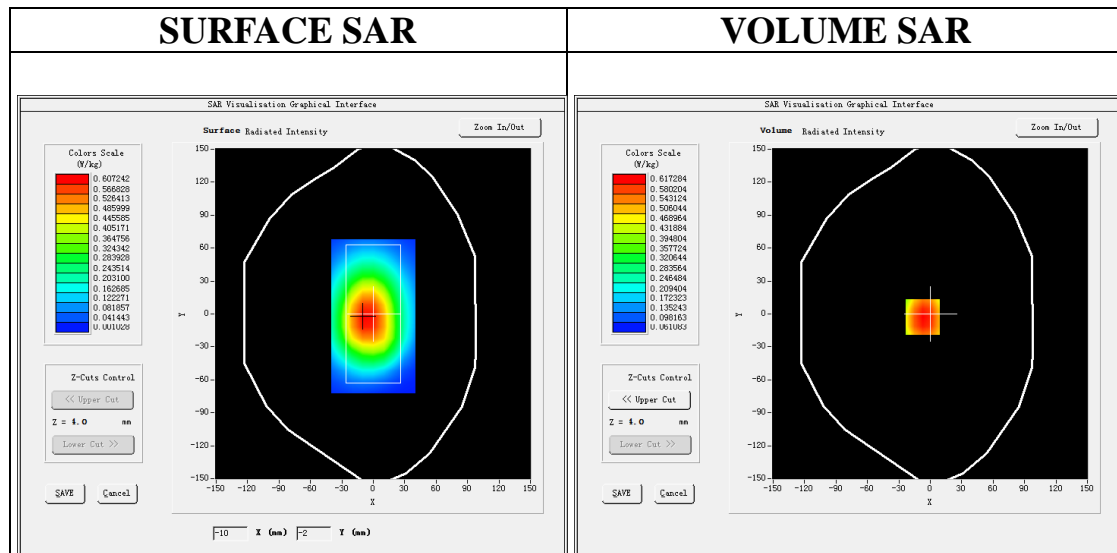 SURFACE SAR
VOLUME SAR
SAR Visualisation Graphical Interface
Surface Radiated Intensity
Zoom In/Out
Colors Scale
(W/kg)
0.607242
0.566828
0.526413
0.485999
0.445585
0.405171
0.364756
0.324342
0.283928
0.243514
0.203100
0.162685
0.122271
0.081857
0.041443
0.001028
Z-Cuts Control
<< Upper Cut
Z = 4.0 mm
Lower Cut >>
SAVE Cancel
150
120
90
60
30
0
-30
-60
-90
-120
-150
Y
-150 -120 -90 -60 -30 0 30 60 90 120 150
X
-10 X (mm) -2 Y (mm)
SAR Visualisation Graphical Interface
Volume Radiated Intensity
Zoom In/Out
Colors Scale
(W/kg)
0.617284
0.580204
0.543124
0.506044
0.468964
0.431884
0.394804
0.357724
0.320644
0.283564
0.246484
0.209404
0.172323
0.135243
0.098163
0.061083
Z-Cuts Control
<< Upper Cut
Z = 4.0 mm
Lower Cut >>
SAVE Cancel
150
120
90
60
30
0
-30
-60
-90
-120
-150
Y
-150 -120 -90 -60 -30 0 30 60 90 120 150
X